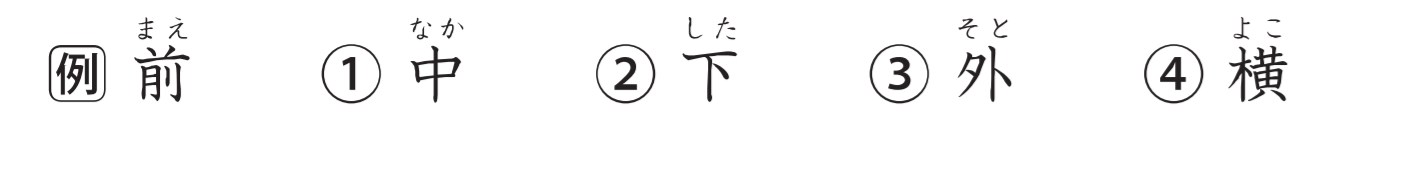 まえ なか した そと よこ
例 前 ① 中 ② 下 ③ 外 ④ 横